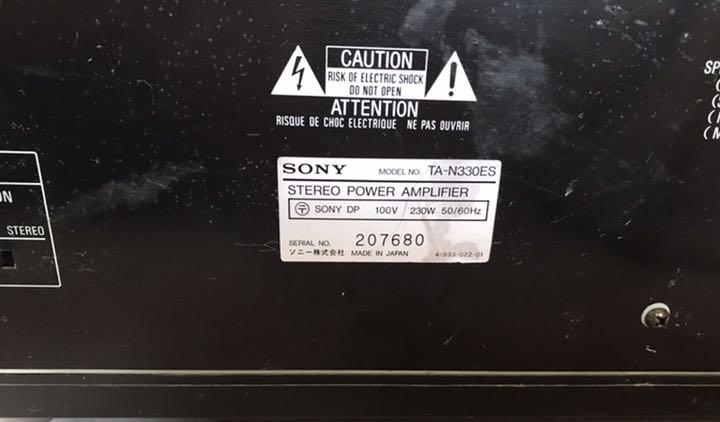 CAUTION
RISK OF ELECTRIC SHOCK
DO NOT OPEN
ATTENTION
RISQUE DE CHOC ELECTRIQUE NE PAS OUVRIR
SP
SONY MODEL NO. TA-N330ES
STEREO POWER AMPLIFIER
SONY DP 100V 230W 50/60Hz
SERIAL NO. 207680
ソニー株式会社 MADE IN JAPAN 4-933-022-01
ON
STEREO